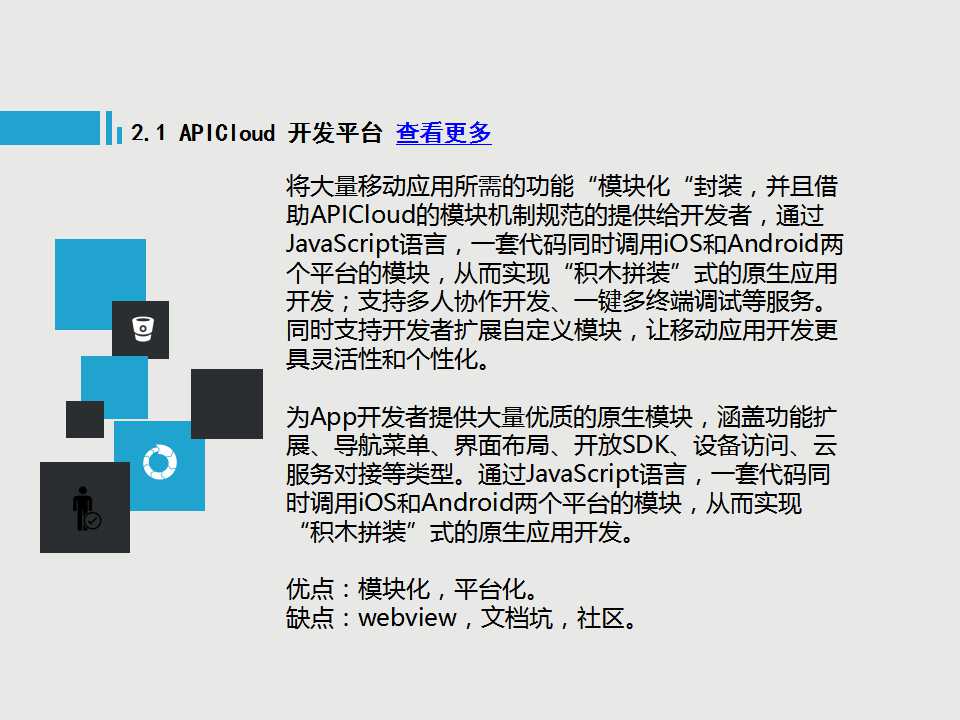 2.1 APICloud 开发平台 查看更多
将大量移动应用所需的功能“模块化“封装，并且借
助APICloud的模块机制规范的提供给开发者，通过
JavaScript语言，一套代码同时调用iOS和Android两
个平台的模块，从而实现“积木拼装”式的原生应用
开发；支持多人协作开发、一键多终端调试等服务。
同时支持开发者扩展自定义模块，让移动应用开发更
具灵活性和个性化。
为App开发者提供大量优质的原生模块，涵盖功能扩
展、导航菜单、界面布局、开放SDK、设备访问、云
服务对接等类型。通过JavaScript语言，一套代码同
时调用iOS和Android两个平台的模块，从而实现
“积木拼装”式的原生应用开发。
优点：模块化，平台化。
缺点：webview，文档坑，社区。